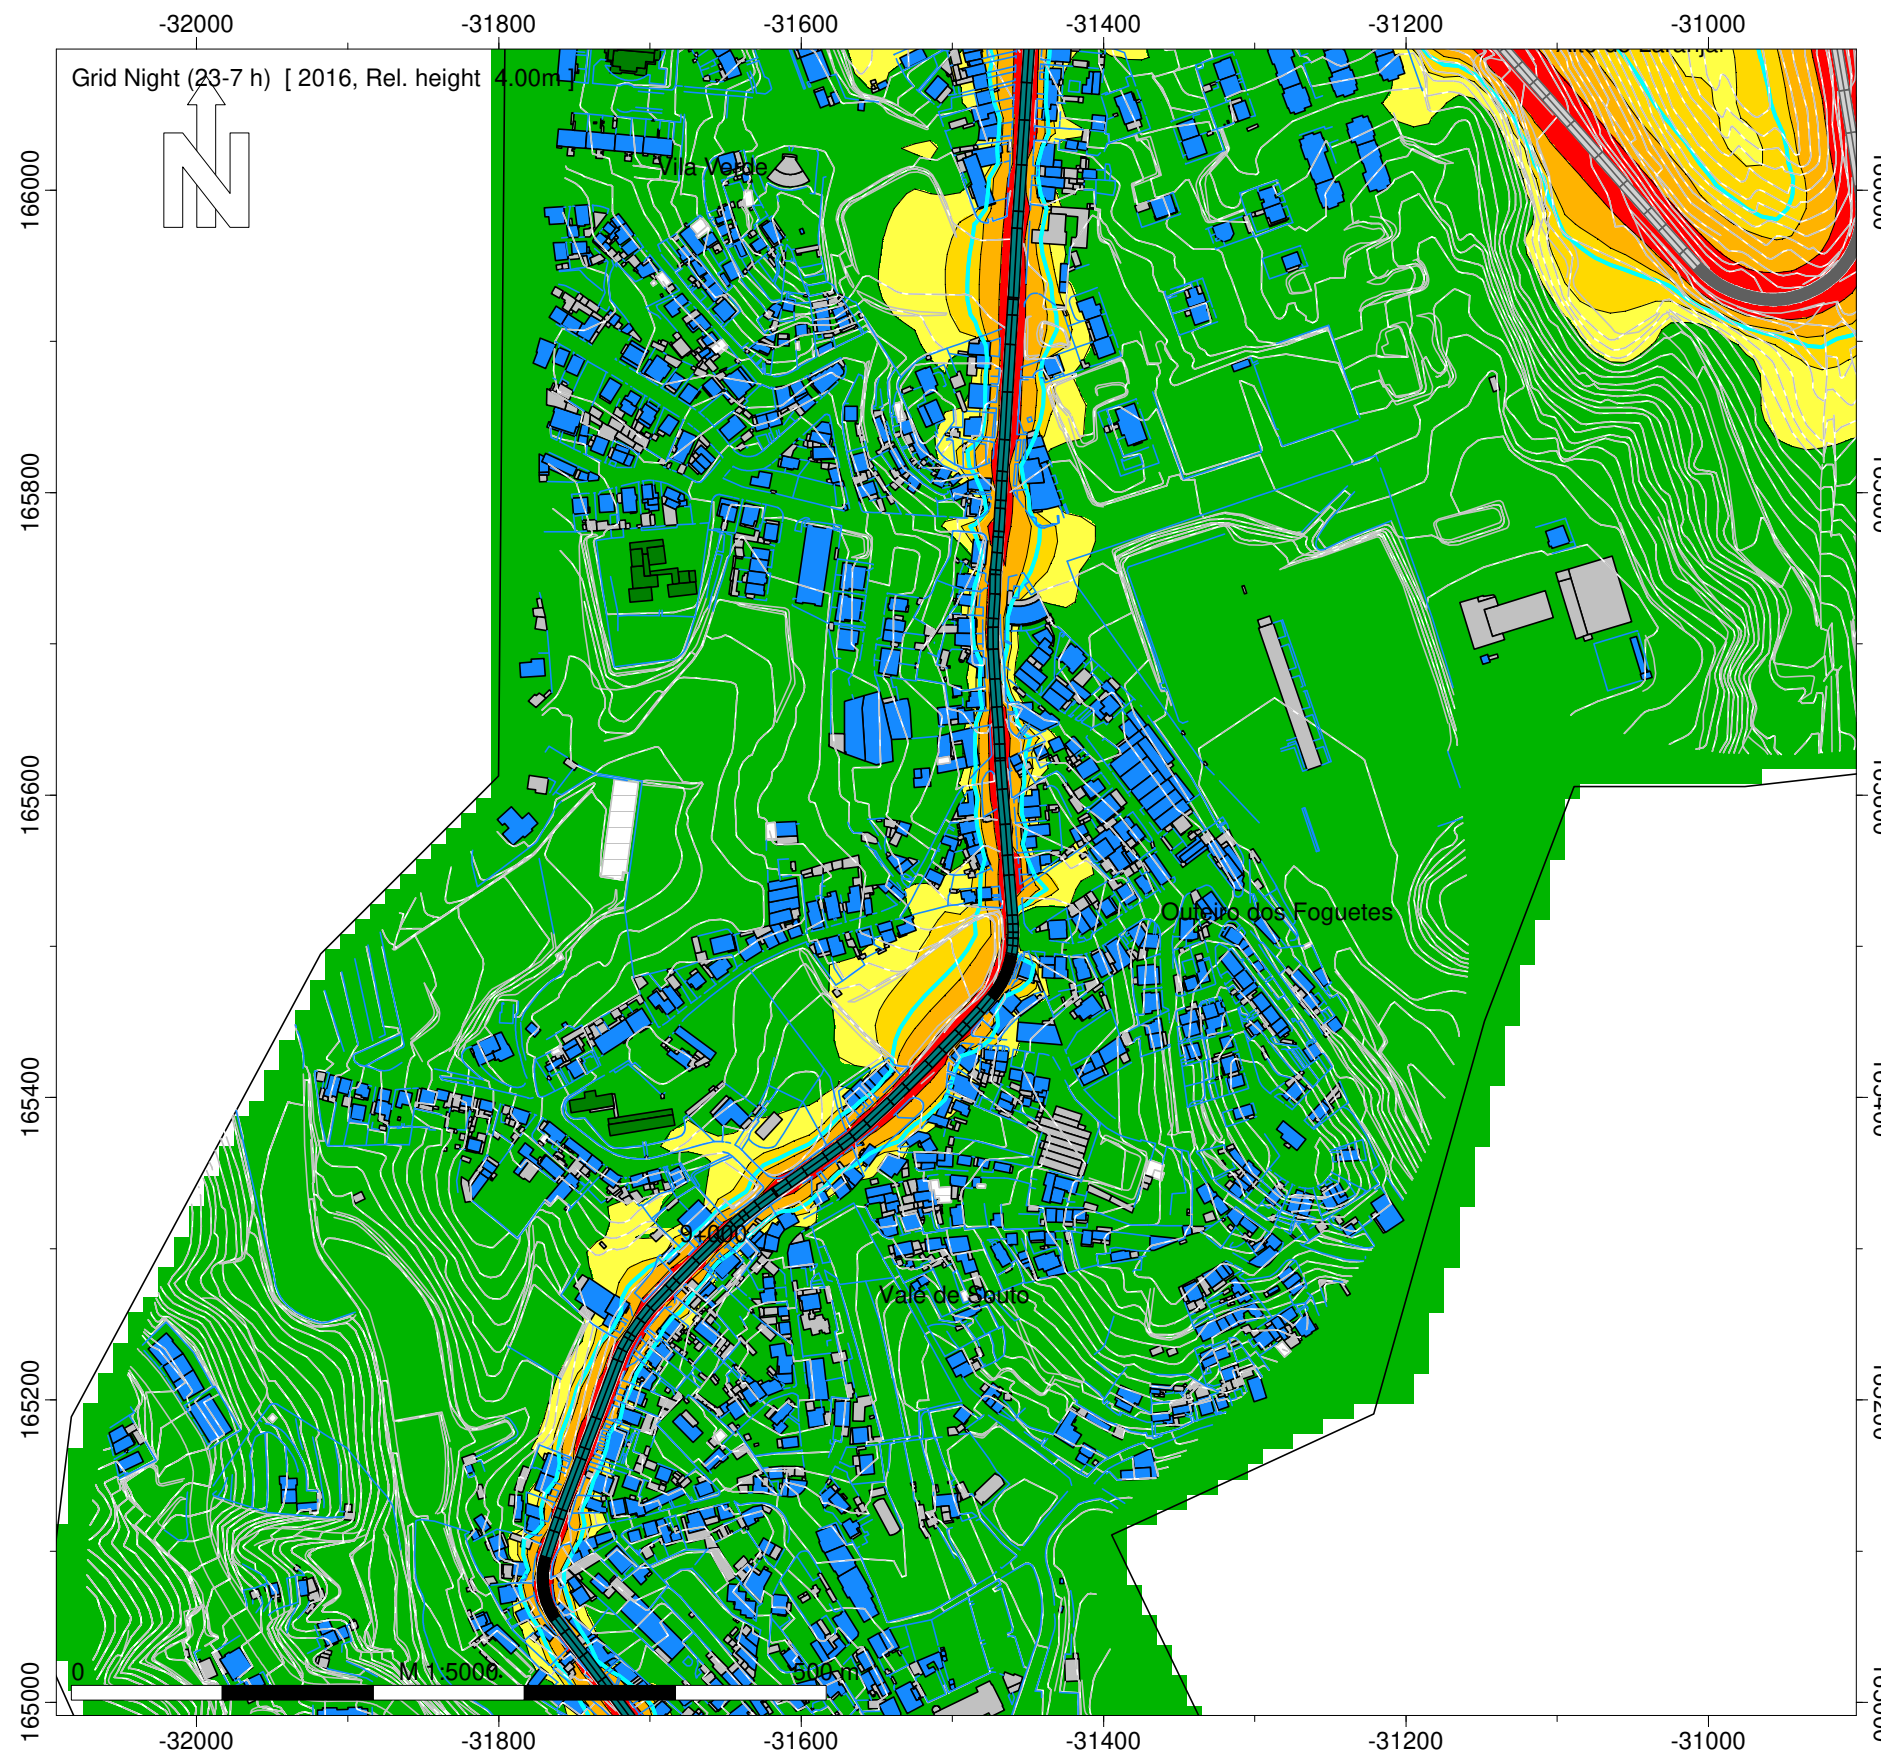 -32000 -31800 -31600 -31400 -31200 -31000
Grid Night (23-7 h) [ 2016, Rel. height 4.00m ]
N
Vila Verde
166000
165800
165600
Outeiro dos Foguetes
165400
9+000
Vale de Souto
165200
0 M 1:5000 500 m
165000
-32000 -31800 -31600 -31400 -31200 -31000